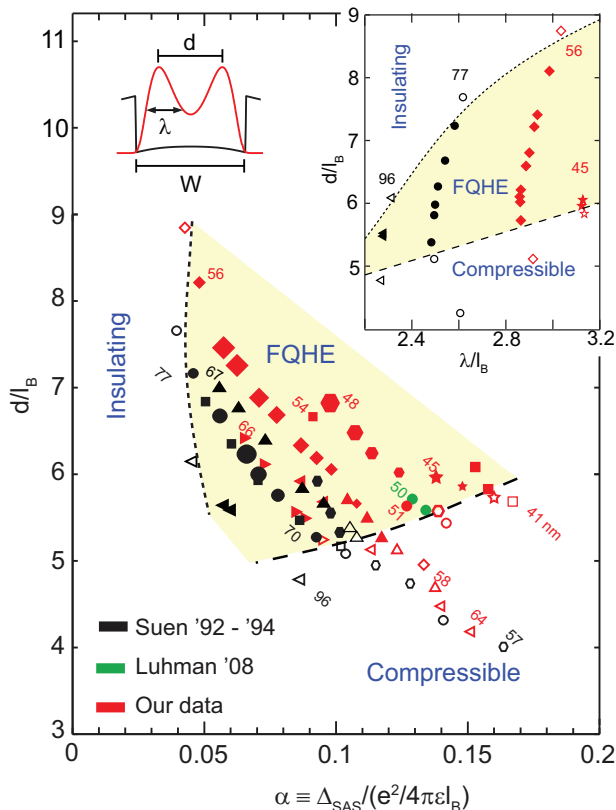 d
λ
W
11
10
9
8
7
6
5
4
3
d/l_B
0
0.05
0.1
0.15
0.2
α ≡ Δ_SAS/(e²/4πεl_B)
Insulating
FQHE
Compressible
56
77
67
66
54
48
45
50
51
41 nm
70
96
58
64
57
Suen '92 - '94
Luhman '08
Our data
9
8
7
6
5
d/l_B
2.4
2.8
3.2
λ/l_B
Insulating
FQHE
Compressible
77
56
96
45